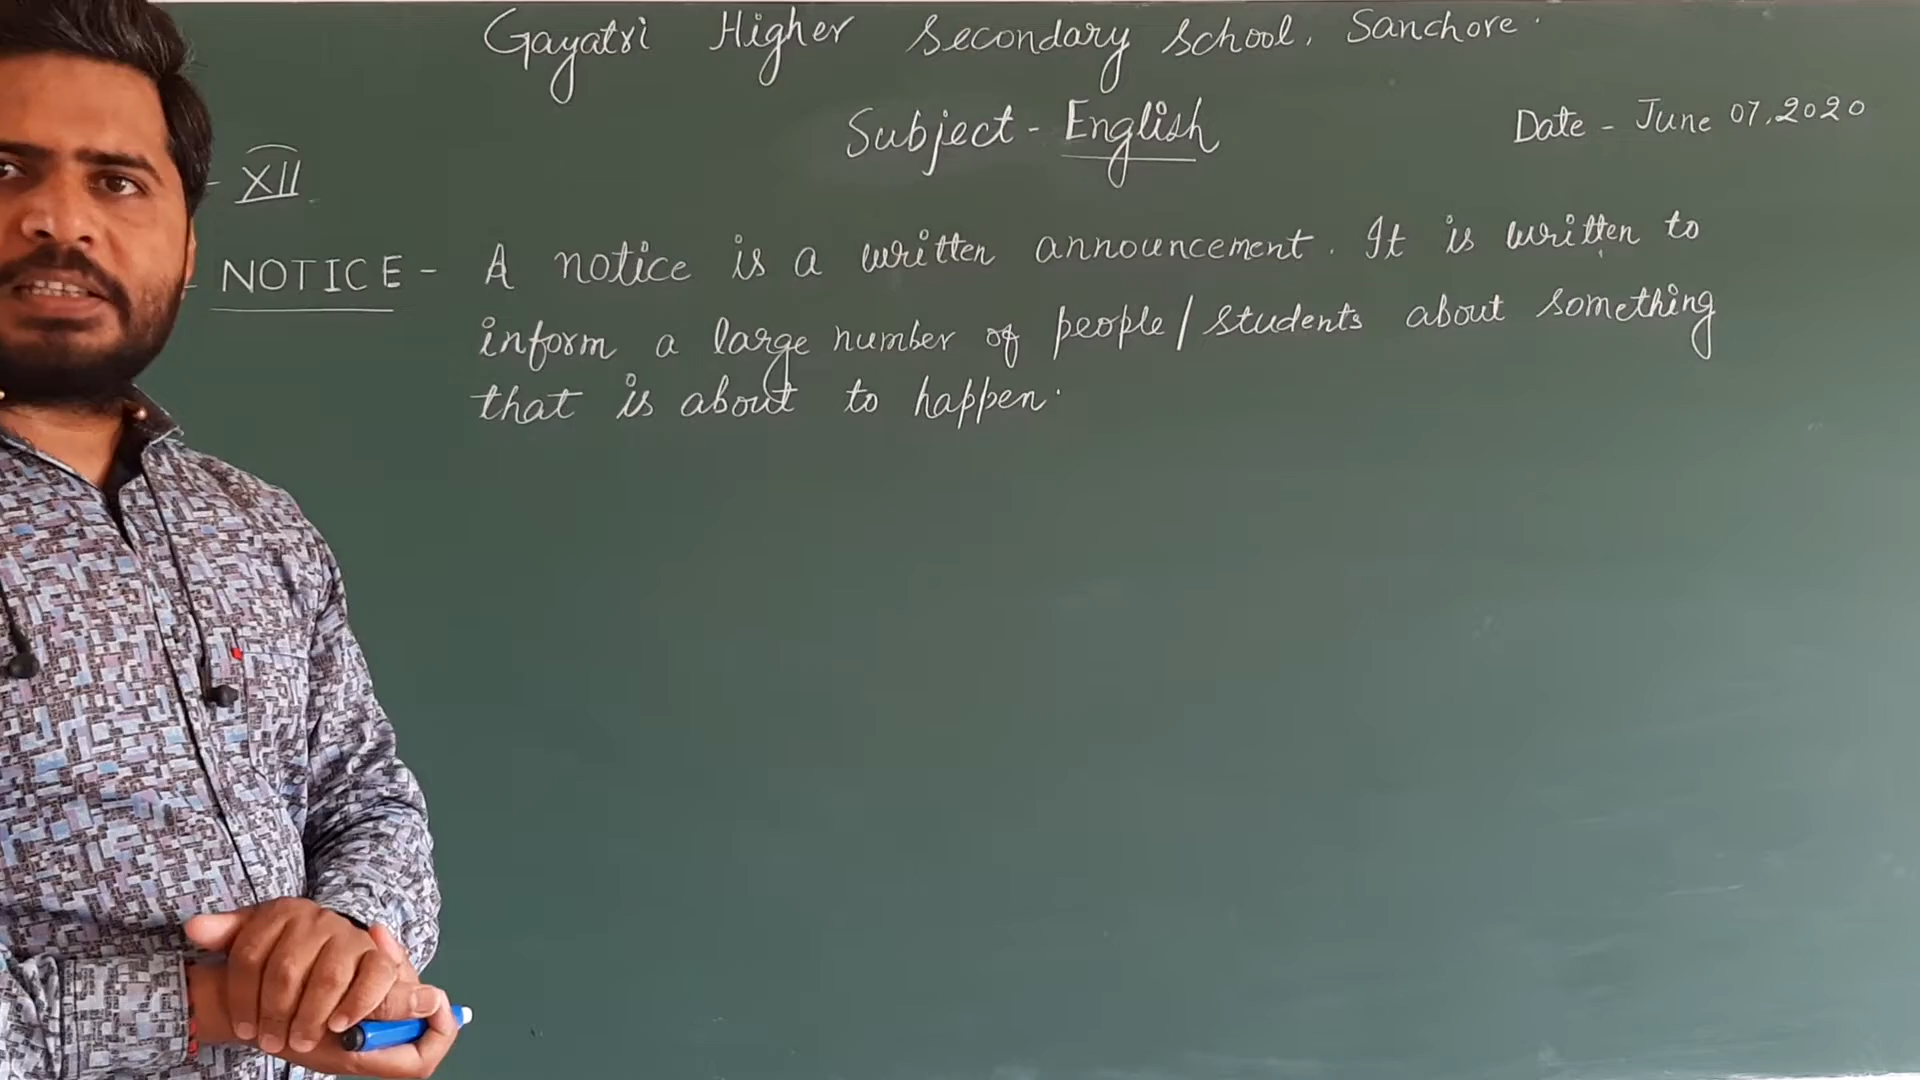 Gayatri Higher Secondary School, Sanchore.
Subject - English
Date - June 07, 2020
- XII
- NOTICE - A notice is a written announcement. It is written to
inform a large number of people/students about something
that is about to happen.